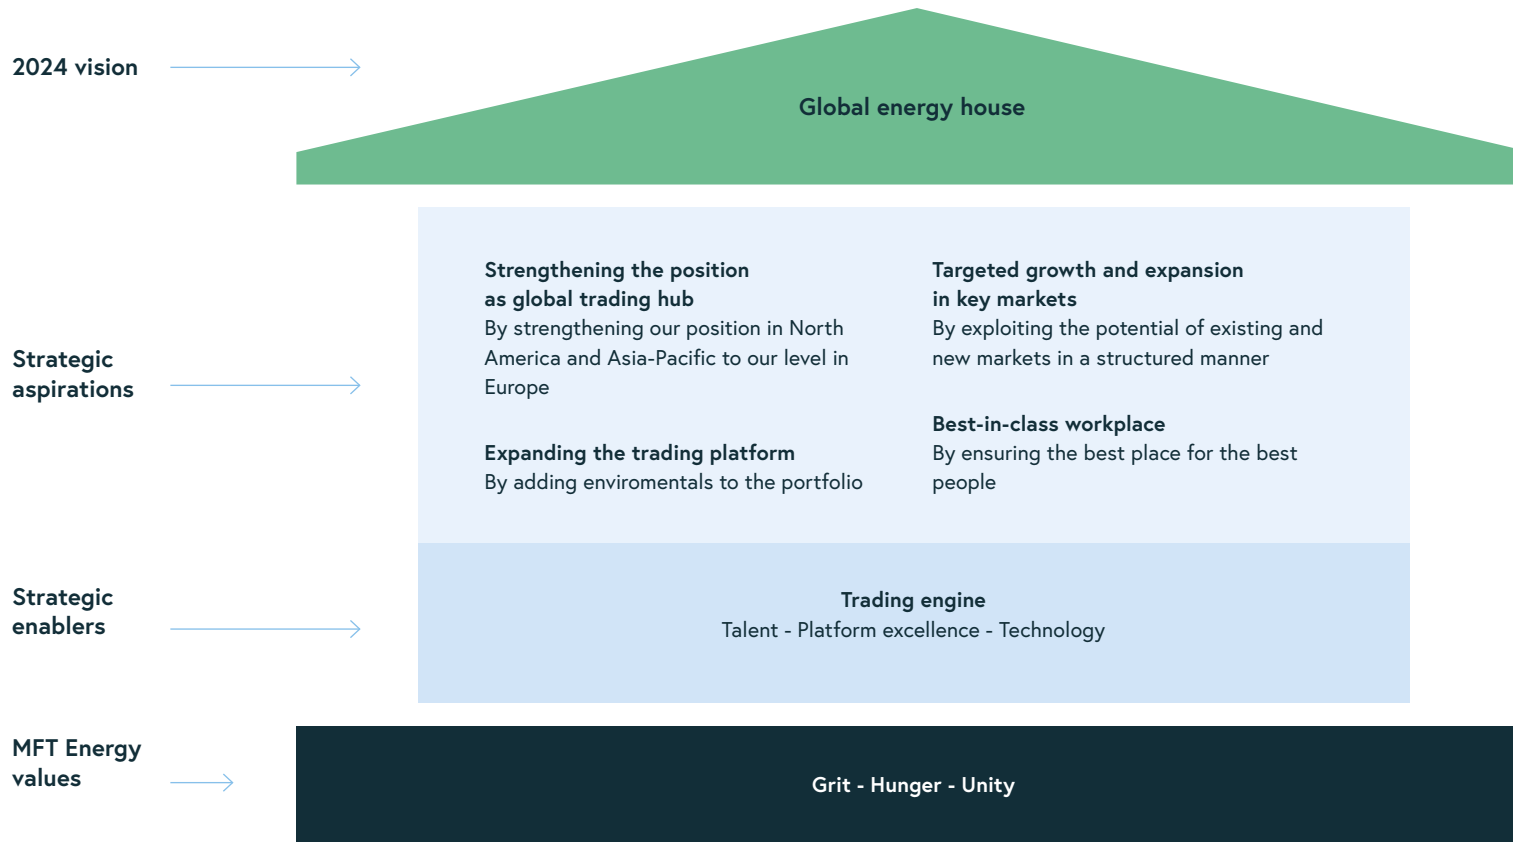 2024 vision
Global energy house
Strategic
aspirations
Strengthening the position
as global trading hub
By strengthening our position in North
America and Asia-Pacific to our level in
Europe
Expanding the trading platform
By adding enviromentals to the portfolio
Targeted growth and expansion
in key markets
By exploiting the potential of existing and
new markets in a structured manner
Best-in-class workplace
By ensuring the best place for the best
people
Strategic
enablers
Trading engine
Talent - Platform excellence - Technology
MFT Energy
values
Grit - Hunger - Unity